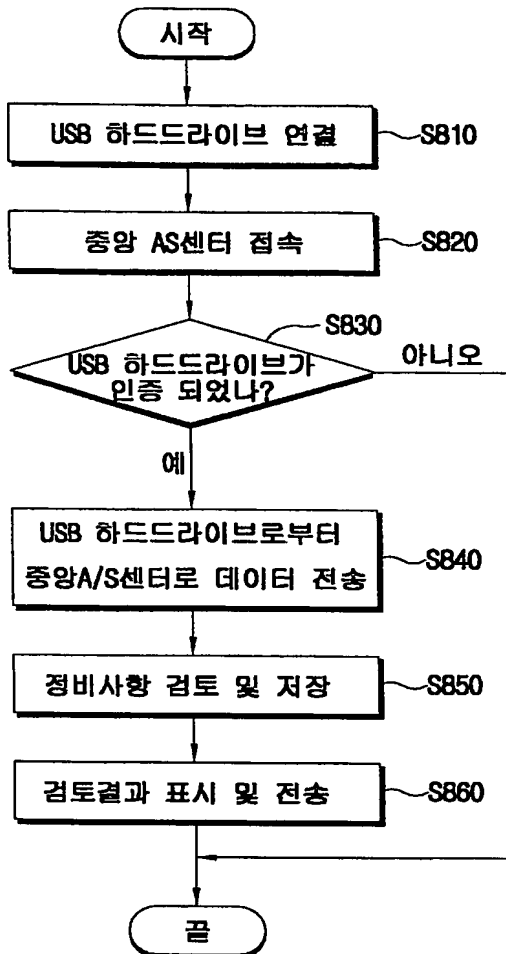 시작
USB 하드드라이브 연결
S810
중앙 AS센터 접속
S820
S830
USB 하드드라이브가
인증 되었나?
아니오
예
USB 하드드라이브로부터
중앙A/S센터로 데이터 전송
S840
정비사항 검토 및 저장
S850
검토결과 표시 및 전송
S860
끝